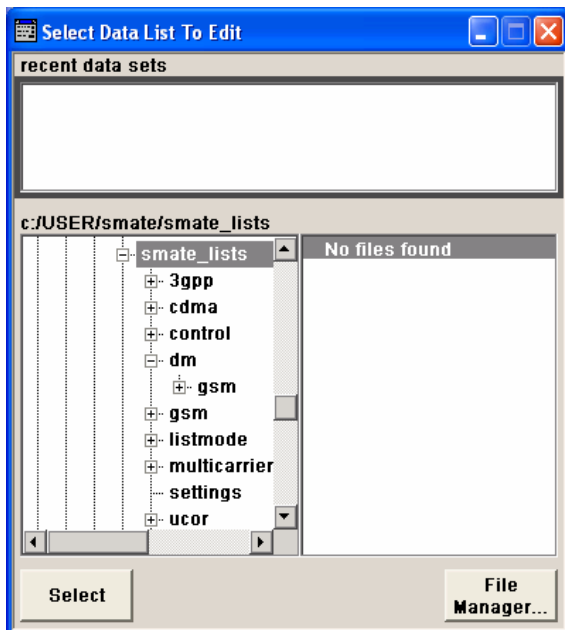 Select Data List To Edit
recent data sets
c:/USER/smate/smate_lists
smate_lists
3gpp
cdma
control
dm
gsm
gsm
listmode
multicarrier
settings
ucor
No files found
Select
File
Manager...